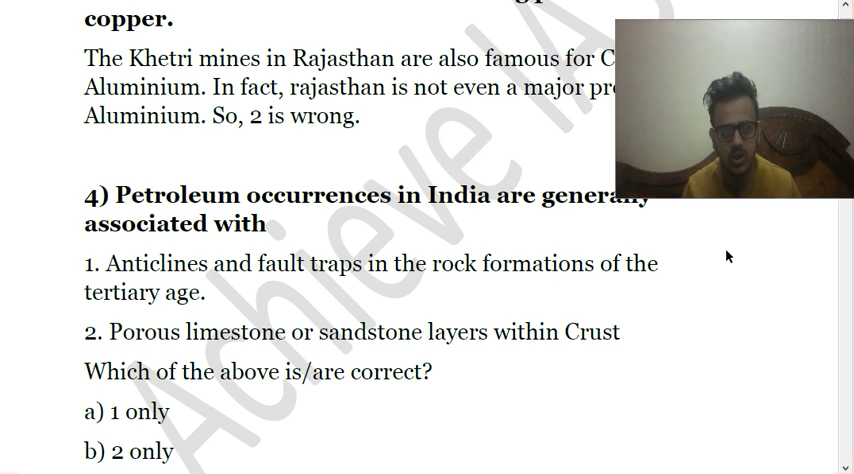 copper.
The Khetri mines in Rajasthan are also famous for
Aluminium. In fact, rajasthan is not even a major
Aluminium. So, 2 is wrong.
4) Petroleum occurrences in India are generally
associated with
1. Anticlines and fault traps in the rock formations of the
tertiary age.
2. Porous limestone or sandstone layers within Crust
Which of the above is/are correct?
a) 1 only
b) 2 only
Achieve IA